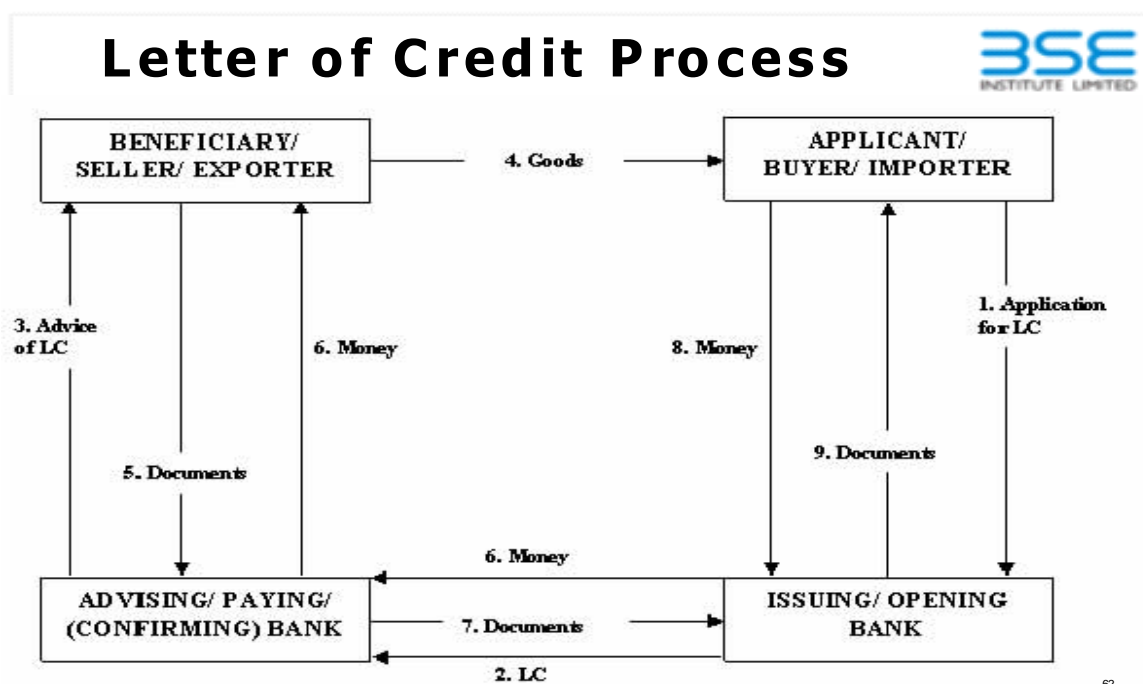 Letter of Credit Process
BSE
INSTITUTE LIMITED
BENEFICIARY/
SELLER/ EXPORTER
4. Goods
APPLICANT/
BUYER/ IMPORTER
3. Advice
of LC
6. Money
8. Money
1. Application
for LC
5. Documents
9. Documents
6. Money
ADVISING/ PAYING/
(CONFIRMING) BANK
7. Documents
ISSUING/ OPENING
BANK
2. LC
62